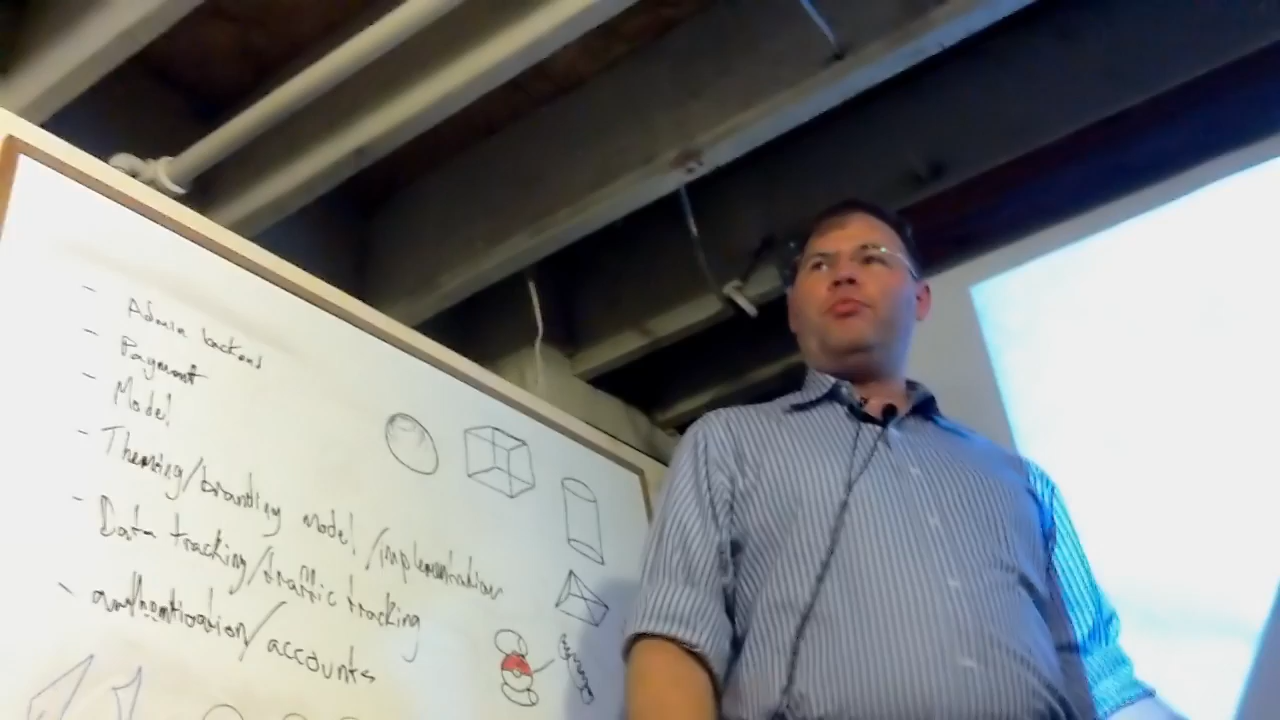 - Admin backend
- Payment
- Model
- Theming/branding model/implementation
- Data tracking/traffic tracking
- authentication/accounts